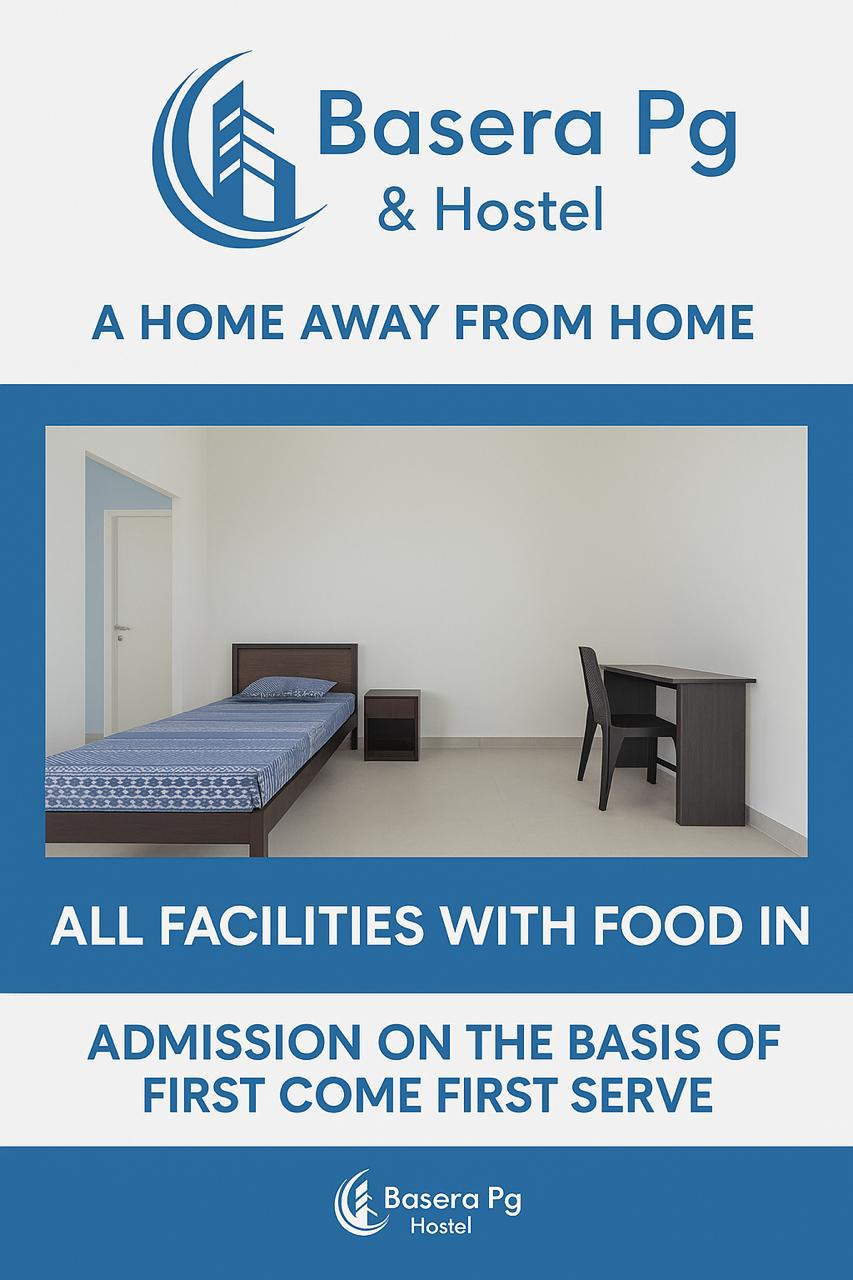 Basera Pg
& Hostel
A HOME AWAY FROM HOME
ALL FACILITIES WITH FOOD IN
ADMISSION ON THE BASIS OF
FIRST COME FIRST SERVE
Basera Pg
Hostel